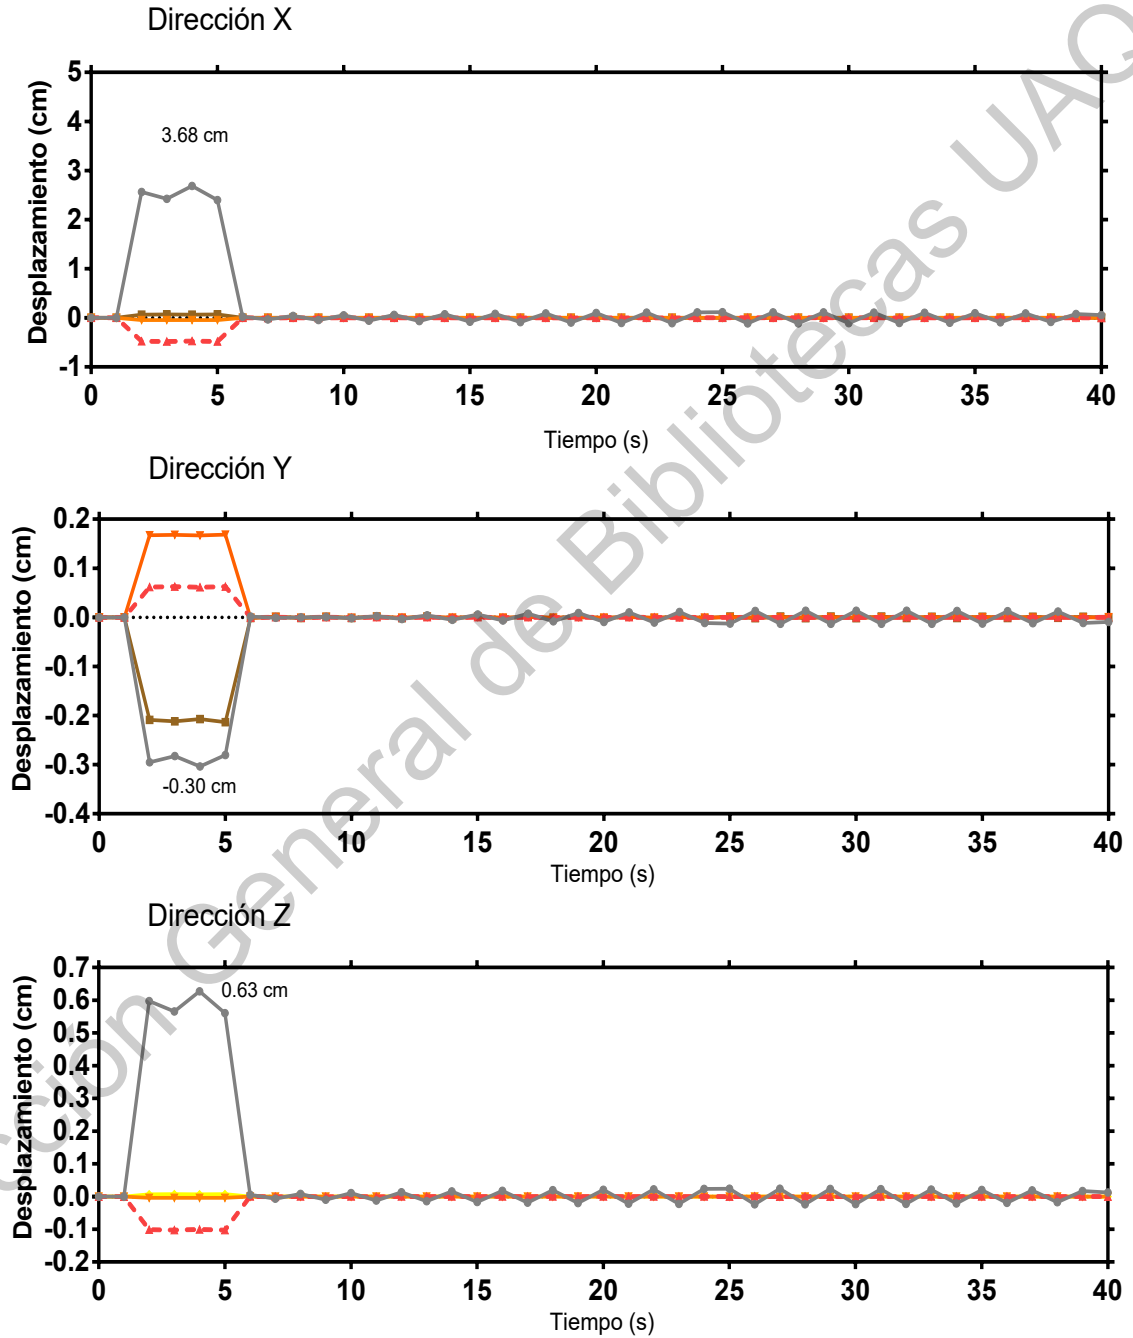 Dirección X
5
4
3.68 cm
3
2
1
0
-1
0 5 10 15 20 25 30 35 40
Desplazamiento (cm)
Tiempo (s)
Dirección Y
0.2
0.1
0.0
-0.1
-0.2
-0.3
-0.30 cm
-0.4
0 5 10 15 20 25 30 35 40
Desplazamiento (cm)
Tiempo (s)
Dirección Z
0.7
0.63 cm
0.6
0.5
0.4
0.3
0.2
0.1
0.0
-0.1
-0.2
0 5 10 15 20 25 30 35 40
Desplazamiento (cm)
Tiempo (s)
General de Bibliotecas UAQ